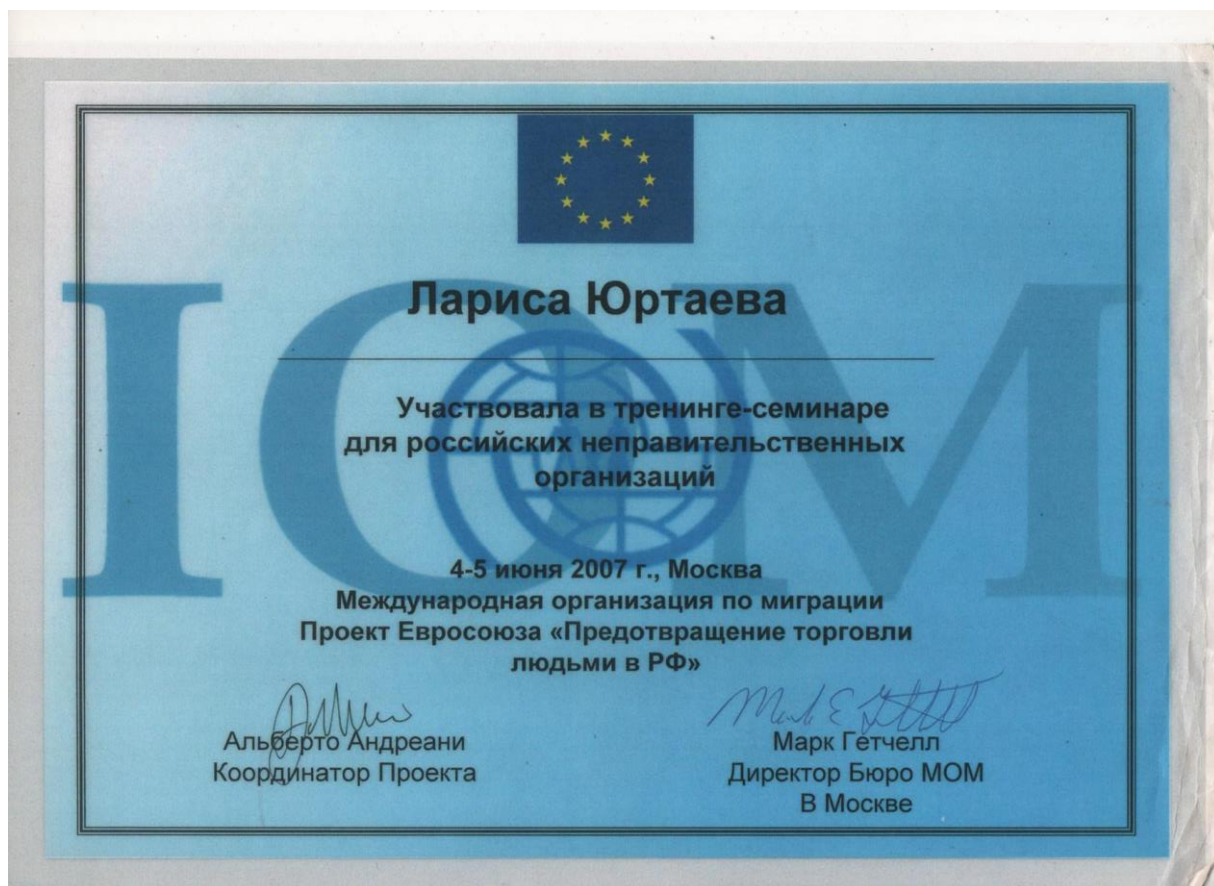 IOM
Лариса Юртаева
Участвовала в тренинге-семинаре
для российских неправительственных
организаций
4-5 июня 2007 г., Москва
Международная организация по миграции
Проект Евросоюза «Предотвращение торговли
людьми в РФ»
Альберто Андреани
Координатор Проекта
Марк Гетчелл
Директор Бюро МОМ
В Москве